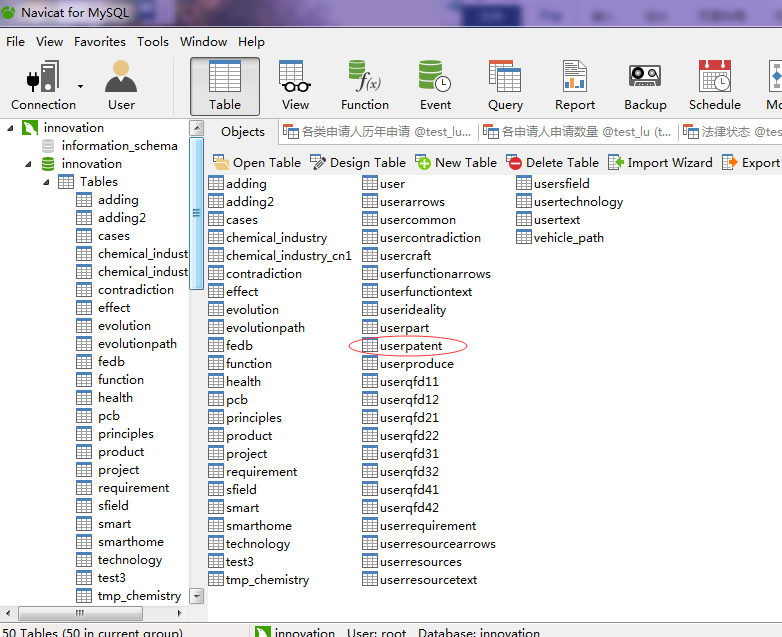 Navicat for MySQL
File View Favorites Tools Window Help
Connection User Table View Function Event Query Report Backup Schedule Mo
Objects 各类申请人历年申请 @test_lu... 各申请人申请数量 @test_lu (t... 法律状态 @tes
Open Table Design Table New Table Delete Table Import Wizard Export
innovation
information_schema
innovation
Tables
adding
adding2
cases
chemical_indust
chemical_indust
contradiction
effect
evolution
evolutionpath
fedb
function
health
pcb
principles
product
project
requirement
sfield
smart
smarthome
technology
test3
tmp_chemistry
adding
adding2
cases
chemical_industry
chemical_industry_cn1
contradiction
effect
evolution
evolutionpath
fedb
function
health
pcb
principles
product
project
requirement
sfield
smart
smarthome
technology
test3
tmp_chemistry
user
userarrows
usercommon
usercontradiction
usercraft
userfunctionarrows
userfunctiontext
userideality
userpart
userpatent
userproduce
userqfd11
userqfd12
userqfd21
userqfd22
userqfd31
userqfd32
userqfd41
userqfd42
userrequirement
userresourcearrows
userresources
userresourcetext
usersfield
usertechnology
usertext
vehicle_path
50 Tables (50 in current group) innovation User: root Database: innovation